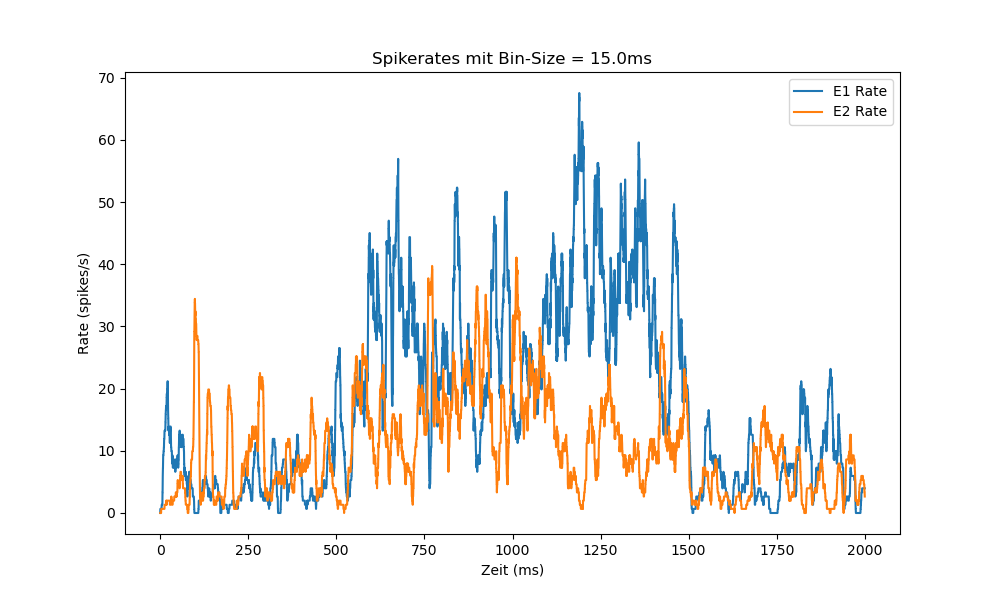 Spikerates mit Bin-Size = 15.0ms
70
60
50
40
30
20
10
0
Rate (spikes/s)
E1 Rate
E2 Rate
0 250 500 750 1000 1250 1500 1750 2000
Zeit (ms)